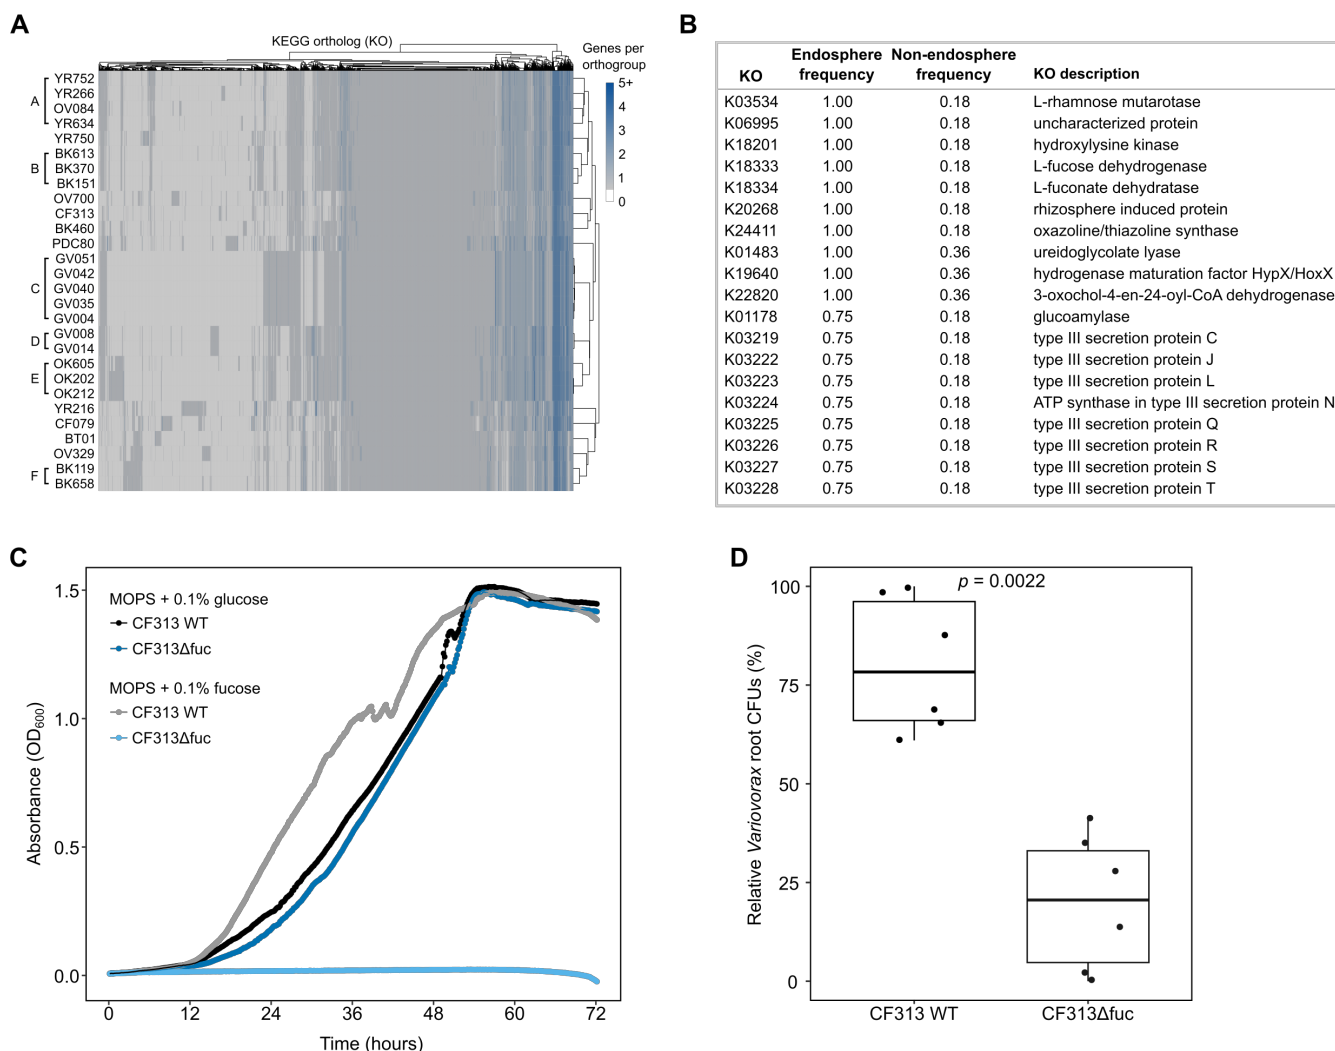 A
KEGG ortholog (KO)
Genes per
orthogroup
5+
4
3
2
1
0
YR752
YR266
OV084
YR634
YR750
BK613
BK370
BK151
OV700
CF313
BK460
PDC80
GV051
GV042
GV040
GV035
GV004
GV008
GV014
OK605
OK202
OK212
YR216
CF079
BT01
OV329
BK119
BK658
A
B
C
D
E
F
B
KO Endosphere frequency Non-endosphere frequency KO description
K03534 1.00 0.18 L-rhamnose mutarotase
K06995 1.00 0.18 uncharacterized protein
K18201 1.00 0.18 hydroxylysine kinase
K18333 1.00 0.18 L-fucose dehydrogenase
K18334 1.00 0.18 L-fuconate dehydratase
K20268 1.00 0.18 rhizosphere induced protein
K24411 1.00 0.18 oxazoline/thiazoline synthase
K01483 1.00 0.36 ureidoglycolate lyase
K19640 1.00 0.36 hydrogenase maturation factor HypX/HoxX
K22820 1.00 0.36 3-oxochol-4-en-24-oyl-CoA dehydrogenase
K01178 0.75 0.18 glucoamylase
K03219 0.75 0.18 type III secretion protein C
K03222 0.75 0.18 type III secretion protein J
K03223 0.75 0.18 type III secretion protein L
K03224 0.75 0.18 ATP synthase in type III secretion protein N
K03225 0.75 0.18 type III secretion protein Q
K03226 0.75 0.18 type III secretion protein R
K03227 0.75 0.18 type III secretion protein S
K03228 0.75 0.18 type III secretion protein T
C
MOPS + 0.1% glucose
CF313 WT
CF313Δfuc
MOPS + 0.1% fucose
CF313 WT
CF313Δfuc
Absorbance (OD600)
1.5
1.0
0.5
0.0
0 12 24 36 48 60 72
Time (hours)
D
p = 0.0022
Relative Variovorax root CFUs (%)
100
75
50
25
0
CF313 WT CF313Δfuc